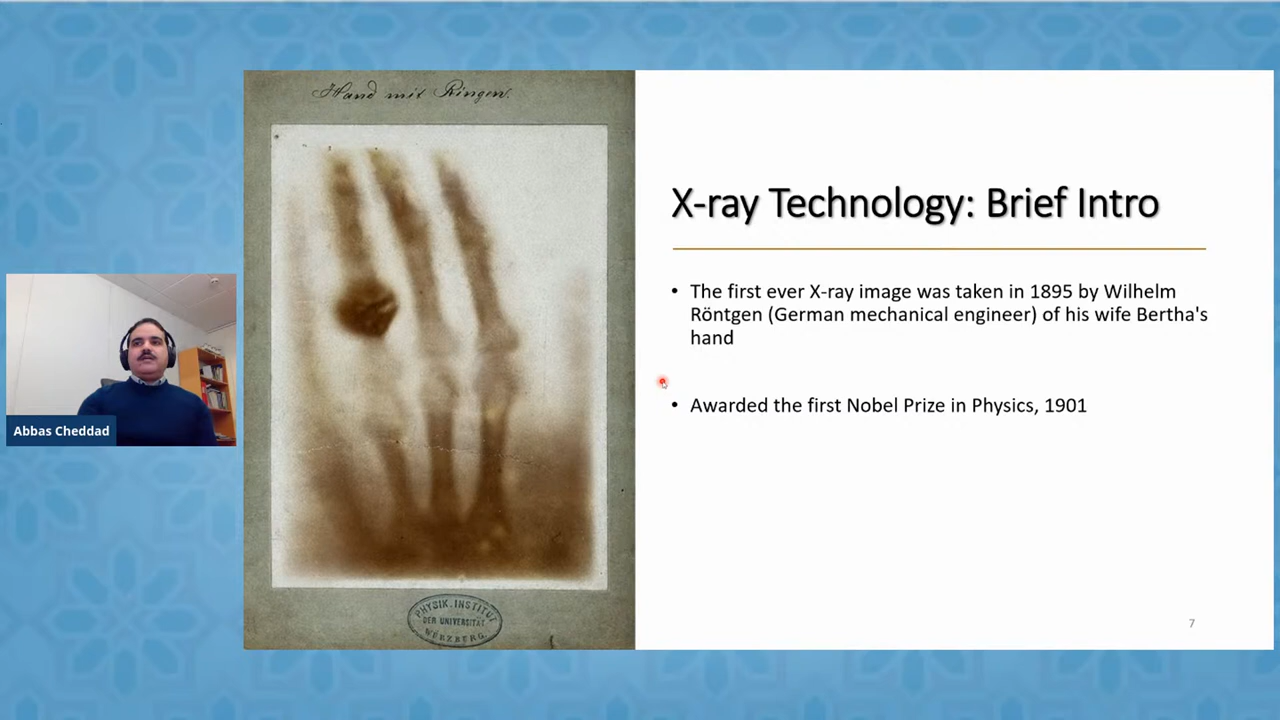 Hand mit Ringen.
PHYSIK. INSTITUT
DER UNIVERSITÄT
WÜRZBURG.
Abbas Cheddad
X-ray Technology: Brief Intro
• The first ever X-ray image was taken in 1895 by Wilhelm
Röntgen (German mechanical engineer) of his wife Bertha's
hand
• Awarded the first Nobel Prize in Physics, 1901
7